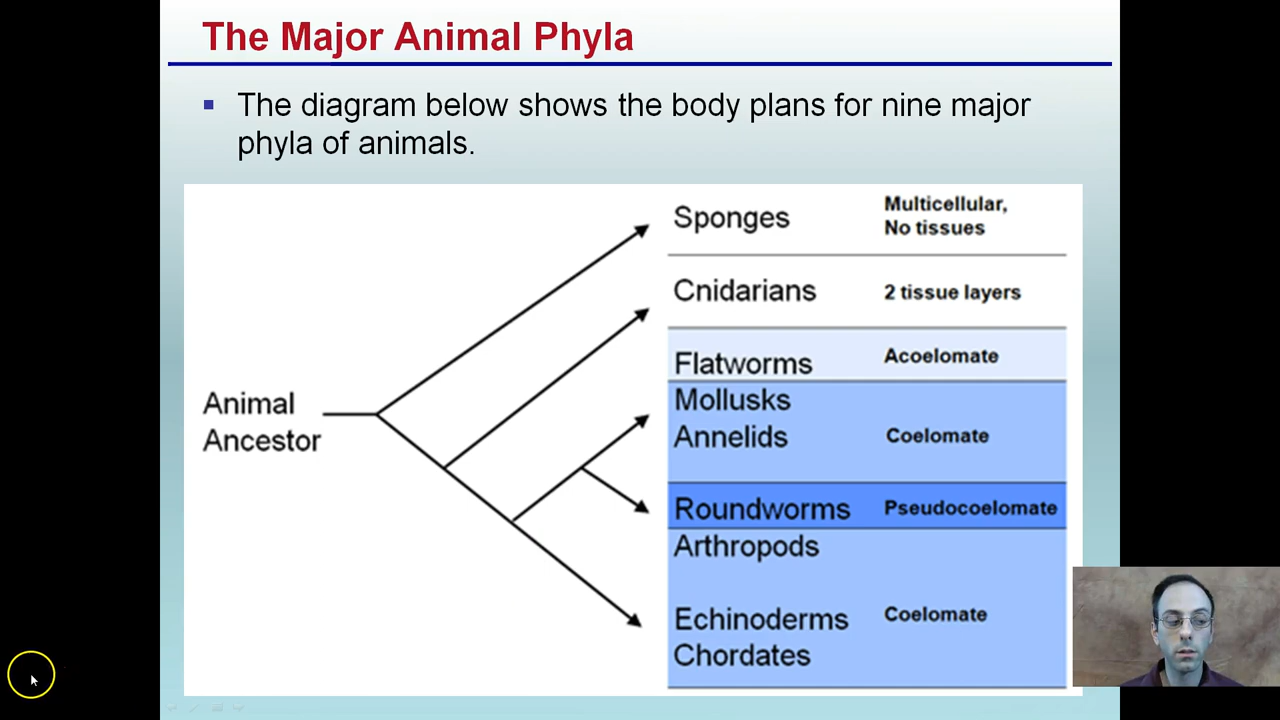 The Major Animal Phyla
The diagram below shows the body plans for nine major
phyla of animals.
Sponges
Multicellular,
No tissues
Cnidarians
2 tissue layers
Flatworms
Acoelomate
Animal
Ancestor
Mollusks
Annelids
Coelomate
Roundworms
Pseudocoelomate
Arthropods
Echinoderms
Coelomate
Chordates